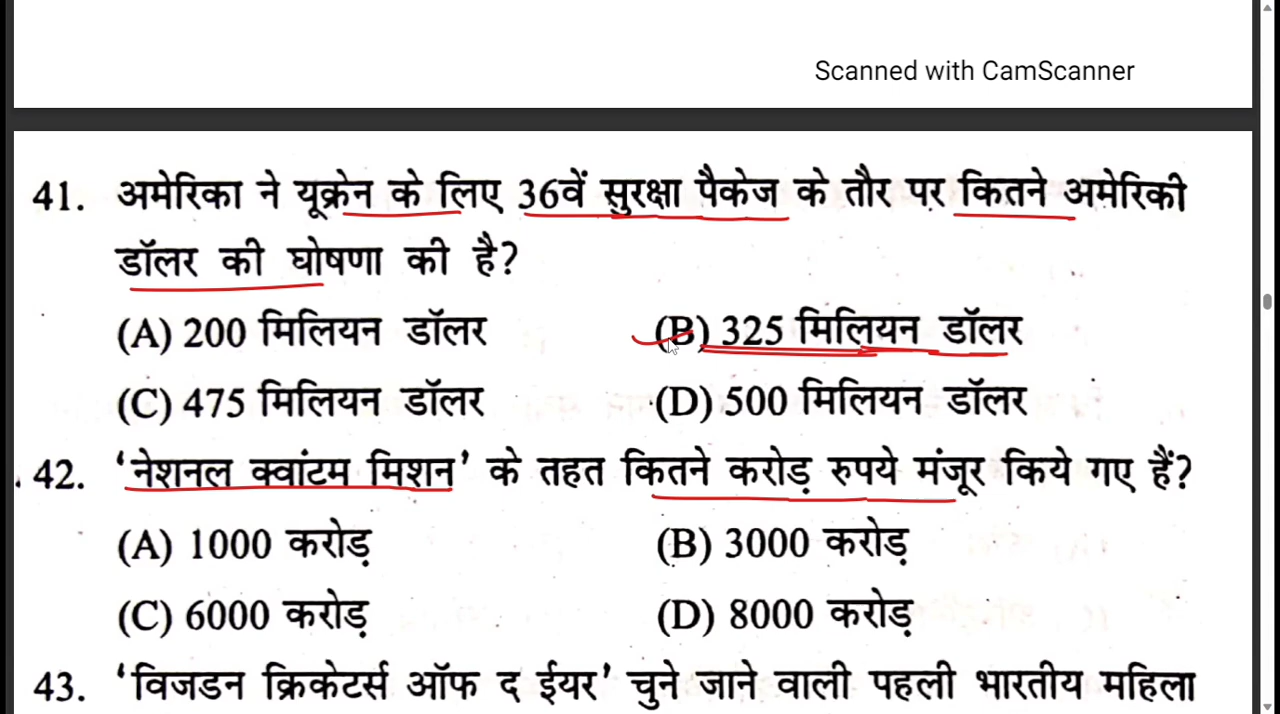 Scanned with CamScanner
41. अमेरिका ने यूक्रेन के लिए 36वें सुरक्षा पैकेज के तौर पर कितने अमेरिकी
डॉलर की घोषणा की है?
(A) 200 मिलियन डॉलर (B) 325 मिलियन डॉलर
(C) 475 मिलियन डॉलर (D) 500 मिलियन डॉलर
42. ‘नेशनल क्वांटम मिशन’ के तहत कितने करोड़ रुपये मंजूर किये गए हैं?
(A) 1000 करोड़ (B) 3000 करोड़
(C) 6000 करोड़ (D) 8000 करोड़
43. ‘विजडन क्रिकेटर्स ऑफ द ईयर’ चुने जाने वाली पहली भारतीय महिला